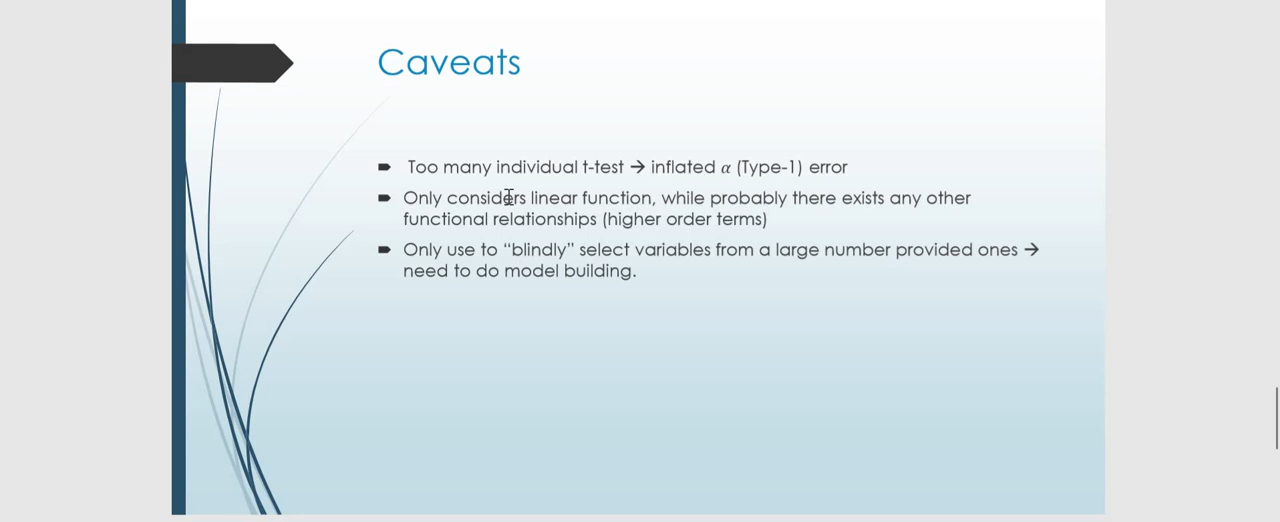 Caveats
Too many individual t-test → inflated α (Type-1) error
Only considers linear function, while probably there exists any other
functional relationships (higher order terms)
Only use to “blindly” select variables from a large number provided ones →
need to do model building.